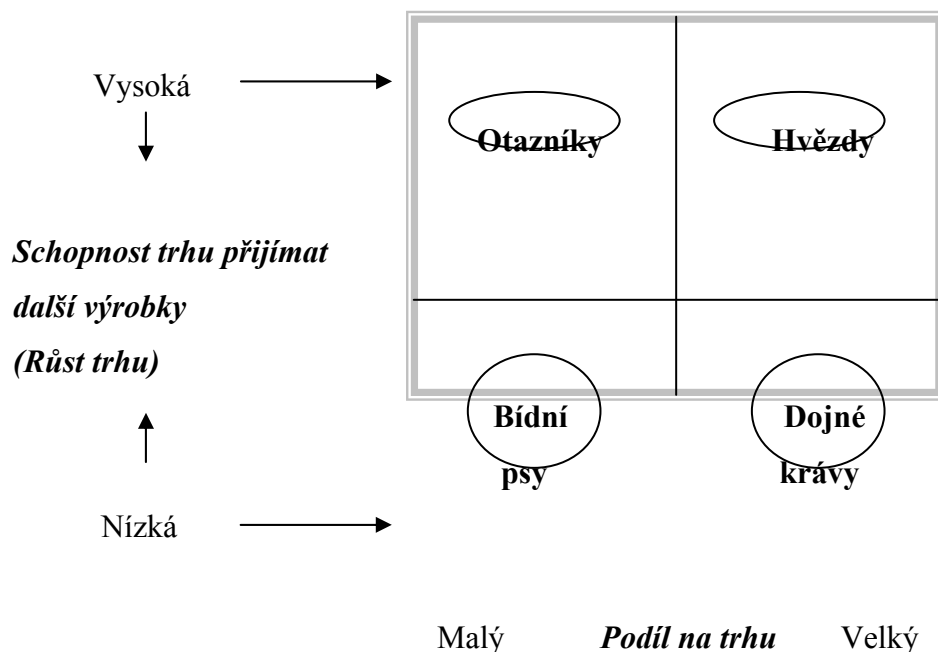 Vysoká
Otazníky
Hvězdy
Schopnost trhu přijímat
další výrobky
(Růst trhu)
Bídní
psy
Dojné
krávy
Nízká
Malý Podíl na trhu Velký